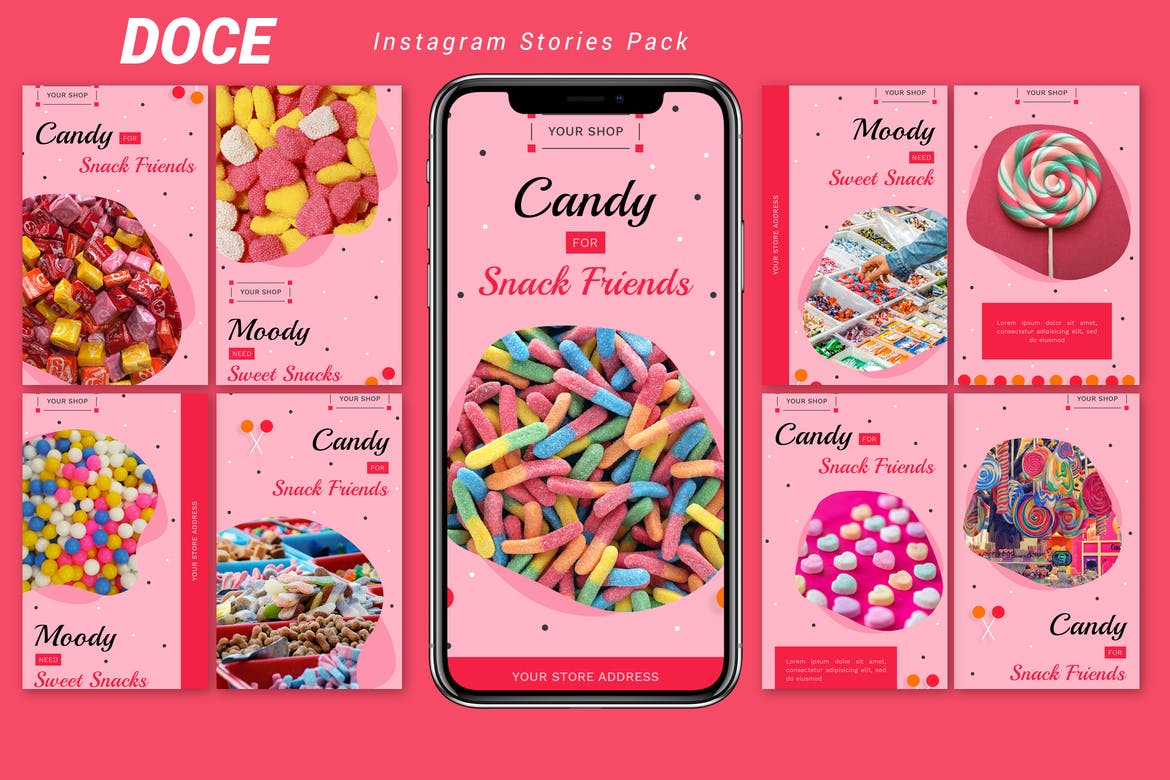 DOCE
Instagram Stories Pack
YOUR SHOP
Candy FOR
Snack Friends
YOUR SHOP
Moody
NEED
Sweet Snacks
YOUR SHOP
Candy
FOR
Snack Friends
YOUR STORE ADDRESS
YOUR SHOP
Moody
NEED
Sweet Snack
YOUR STORE ADDRESS
YOUR SHOP
Lorem ipsum dolor sit amet,
consectetur adipisicing elit, sed
do eiusmod
YOUR SHOP
YOUR STORE ADDRESS
Moody
NEED
Sweet Snacks
YOUR SHOP
Candy
FOR
Snack Friends
YOUR SHOP
Candy FOR
Snack Friends
Lorem ipsum dolor sit amet,
consectetur adipisicing elit, sed
do eiusmod
YOUR SHOP
Candy
FOR
Snack Friends